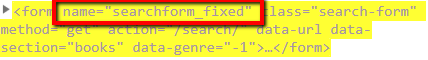 <form name="searchform_fixed" class="search-form"
method="get" action="/search/" data-url data-
section="books" data-genre="-1">…</form>